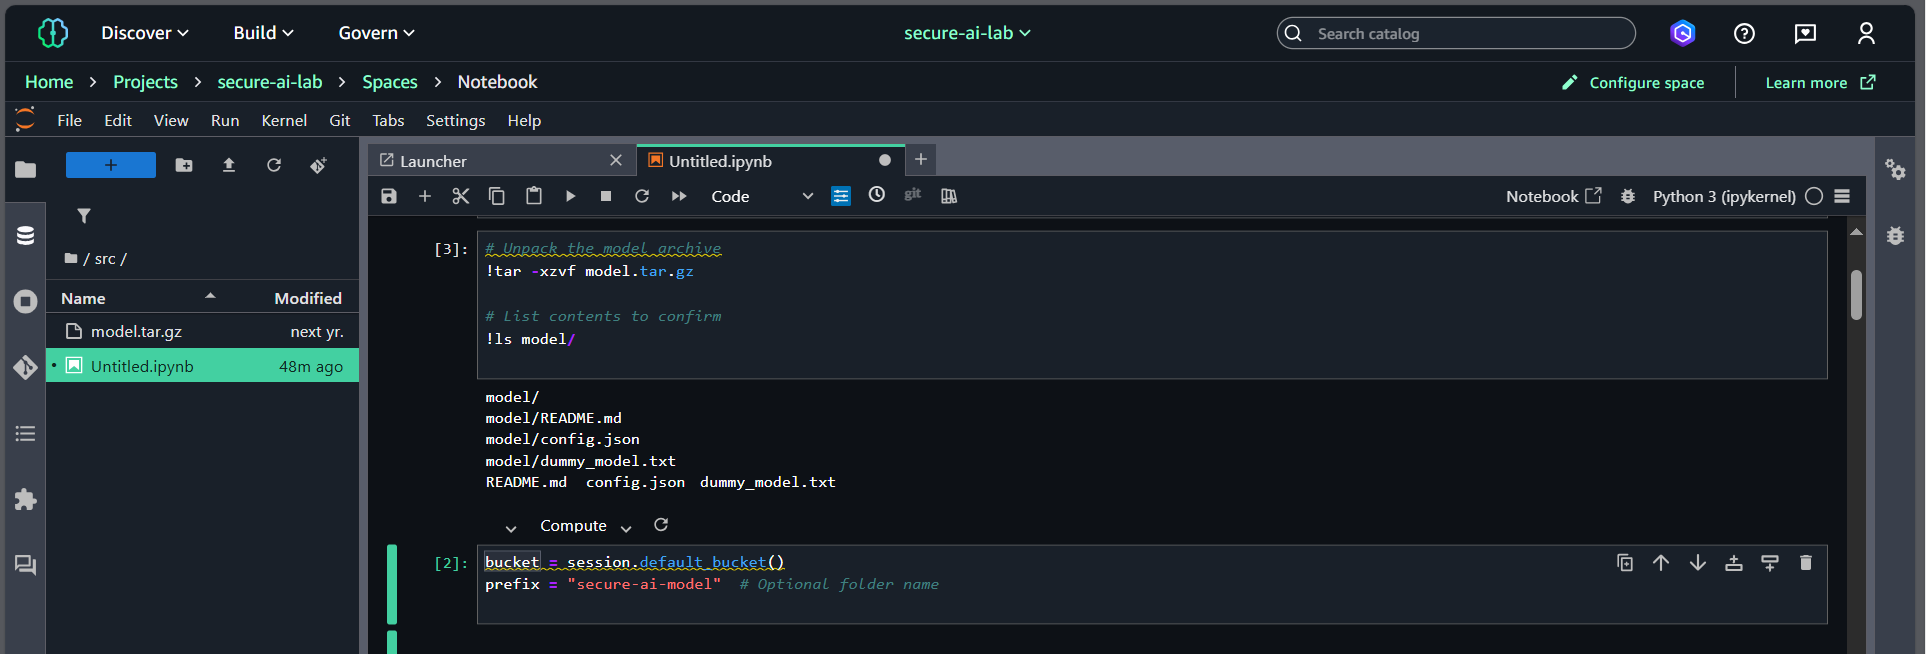 Discover Build Govern secure-ai-lab Search catalog
Home > Projects > secure-ai-lab > Spaces > Notebook Configure space Learn more
File Edit View Run Kernel Git Tabs Settings Help
+ Launcher Untitled.ipynb
Code git Notebook Python 3 (ipykernel)
/ src /
Name Modified
model.tar.gz next yr.
Untitled.ipynb 48m ago
[3]: # Unpack the model archive
!tar -xzvf model.tar.gz
# List contents to confirm
!ls model/
model/
model/README.md
model/config.json
model/dummy_model.txt
README.md config.json dummy_model.txt
Compute
[2]: bucket = session.default_bucket()
prefix = "secure-ai-model" # Optional folder name